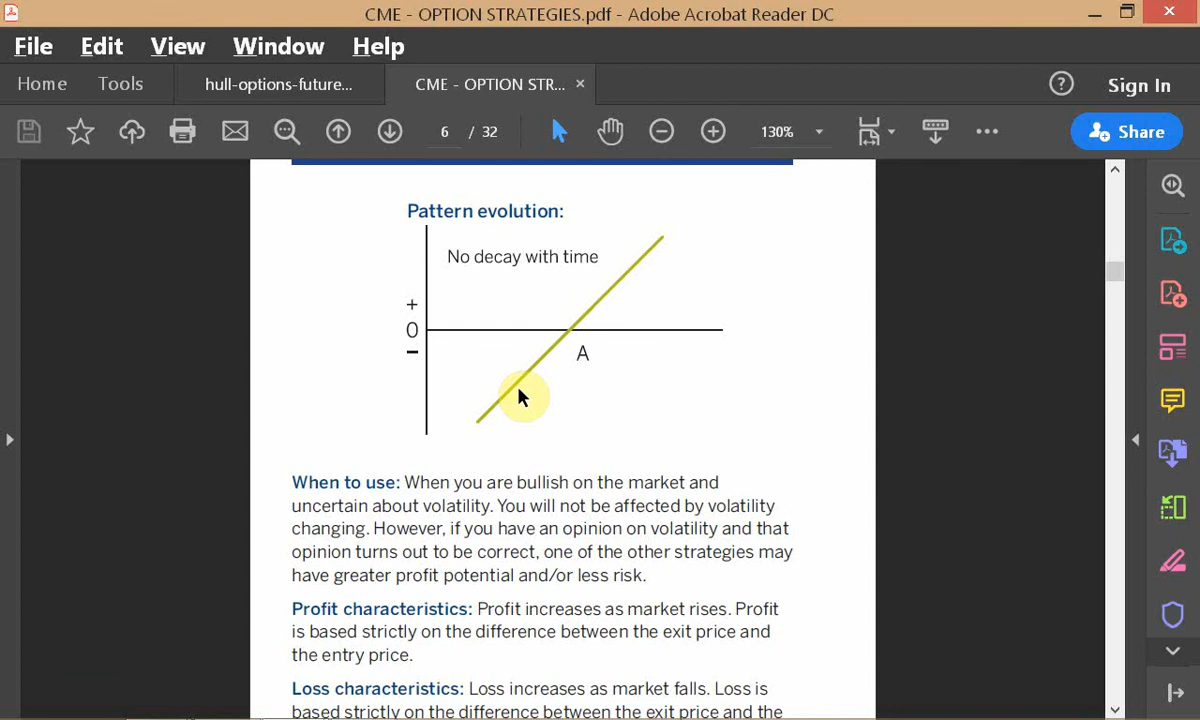 CME - OPTION STRATEGIES.pdf - Adobe Acrobat Reader DC
File Edit View Window Help
Home Tools hull-options-future... CME - OPTION STR... × ? Sign In
6 / 32 130% Share
Pattern evolution:
No decay with time
+
0
-
A
When to use: When you are bullish on the market and
uncertain about volatility. You will not be affected by volatility
changing. However, if you have an opinion on volatility and that
opinion turns out to be correct, one of the other strategies may
have greater profit potential and/or less risk.
Profit characteristics: Profit increases as market rises. Profit
is based strictly on the difference between the exit price and
the entry price.
Loss characteristics: Loss increases as market falls. Loss is
based strictly on the difference between the exit price and the